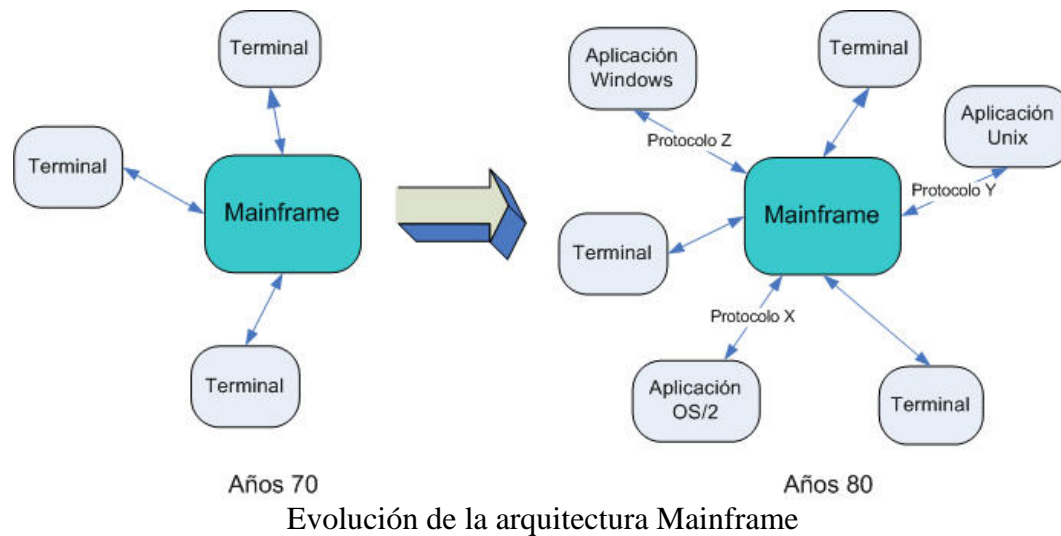 Terminal
Terminal
Mainframe
Terminal
Años 70
Aplicación
Windows
Terminal
Aplicación
Unix
Protocolo Z
Protocolo Y
Mainframe
Terminal
Protocolo X
Aplicación
OS/2
Terminal
Años 80
Evolución de la arquitectura Mainframe